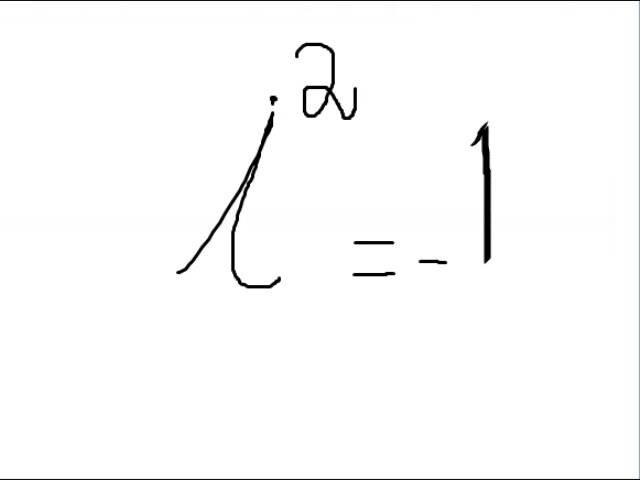 i² = -1